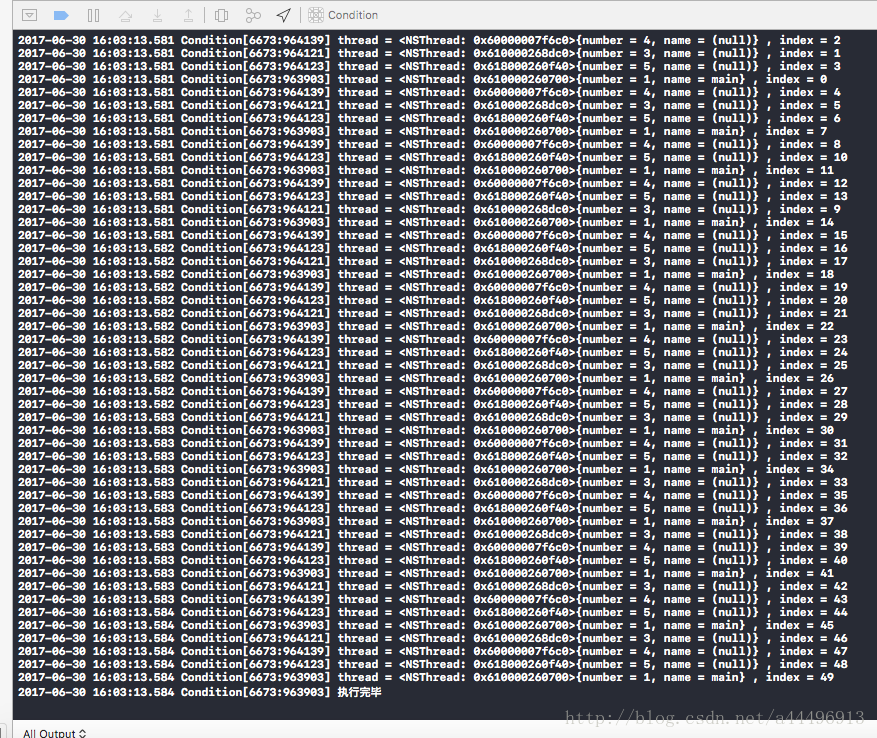 Condition
2017-06-30 16:03:13.581 Condition[6673:964139] thread = <NSThread: 0x60000007f6c0>{number = 4, name = (null)} , index = 2
2017-06-30 16:03:13.581 Condition[6673:964121] thread = <NSThread: 0x610000268dc0>{number = 3, name = (null)} , index = 1
2017-06-30 16:03:13.581 Condition[6673:964123] thread = <NSThread: 0x618000260f40>{number = 5, name = (null)} , index = 3
2017-06-30 16:03:13.581 Condition[6673:963903] thread = <NSThread: 0x610000260700>{number = 1, name = main} , index = 0
2017-06-30 16:03:13.581 Condition[6673:964139] thread = <NSThread: 0x60000007f6c0>{number = 4, name = (null)} , index = 4
2017-06-30 16:03:13.581 Condition[6673:964121] thread = <NSThread: 0x610000268dc0>{number = 3, name = (null)} , index = 5
2017-06-30 16:03:13.581 Condition[6673:964123] thread = <NSThread: 0x618000260f40>{number = 5, name = (null)} , index = 6
2017-06-30 16:03:13.581 Condition[6673:963903] thread = <NSThread: 0x610000260700>{number = 1, name = main} , index = 7
2017-06-30 16:03:13.581 Condition[6673:964139] thread = <NSThread: 0x60000007f6c0>{number = 4, name = (null)} , index = 8
2017-06-30 16:03:13.581 Condition[6673:964123] thread = <NSThread: 0x618000260f40>{number = 5, name = (null)} , index = 10
2017-06-30 16:03:13.581 Condition[6673:963903] thread = <NSThread: 0x610000260700>{number = 1, name = main} , index = 11
2017-06-30 16:03:13.581 Condition[6673:964139] thread = <NSThread: 0x60000007f6c0>{number = 4, name = (null)} , index = 12
2017-06-30 16:03:13.581 Condition[6673:964123] thread = <NSThread: 0x618000260f40>{number = 5, name = (null)} , index = 13
2017-06-30 16:03:13.581 Condition[6673:964121] thread = <NSThread: 0x610000268dc0>{number = 3, name = (null)} , index = 9
2017-06-30 16:03:13.581 Condition[6673:963903] thread = <NSThread: 0x610000260700>{number = 1, name = main} , index = 14
2017-06-30 16:03:13.581 Condition[6673:964139] thread = <NSThread: 0x60000007f6c0>{number = 4, name = (null)} , index = 15
2017-06-30 16:03:13.582 Condition[6673:964123] thread = <NSThread: 0x618000260f40>{number = 5, name = (null)} , index = 16
2017-06-30 16:03:13.582 Condition[6673:964121] thread = <NSThread: 0x610000268dc0>{number = 3, name = (null)} , index = 17
2017-06-30 16:03:13.582 Condition[6673:963903] thread = <NSThread: 0x610000260700>{number = 1, name = main} , index = 18
2017-06-30 16:03:13.582 Condition[6673:964139] thread = <NSThread: 0x60000007f6c0>{number = 4, name = (null)} , index = 19
2017-06-30 16:03:13.582 Condition[6673:964123] thread = <NSThread: 0x618000260f40>{number = 5, name = (null)} , index = 20
2017-06-30 16:03:13.582 Condition[6673:964121] thread = <NSThread: 0x610000268dc0>{number = 3, name = (null)} , index = 21
2017-06-30 16:03:13.582 Condition[6673:963903] thread = <NSThread: 0x610000260700>{number = 1, name = main} , index = 22
2017-06-30 16:03:13.582 Condition[6673:964139] thread = <NSThread: 0x60000007f6c0>{number = 4, name = (null)} , index = 23
2017-06-30 16:03:13.582 Condition[6673:964123] thread = <NSThread: 0x618000260f40>{number = 5, name = (null)} , index = 24
2017-06-30 16:03:13.582 Condition[6673:964121] thread = <NSThread: 0x610000268dc0>{number = 3, name = (null)} , index = 25
2017-06-30 16:03:13.582 Condition[6673:963903] thread = <NSThread: 0x610000260700>{number = 1, name = main} , index = 26
2017-06-30 16:03:13.582 Condition[6673:964139] thread = <NSThread: 0x60000007f6c0>{number = 4, name = (null)} , index = 27
2017-06-30 16:03:13.582 Condition[6673:964123] thread = <NSThread: 0x618000260f40>{number = 5, name = (null)} , index = 28
2017-06-30 16:03:13.582 Condition[6673:964121] thread = <NSThread: 0x610000268dc0>{number = 3, name = (null)} , index = 29
2017-06-30 16:03:13.583 Condition[6673:963903] thread = <NSThread: 0x610000260700>{number = 1, name = main} , index = 30
2017-06-30 16:03:13.583 Condition[6673:964139] thread = <NSThread: 0x60000007f6c0>{number = 4, name = (null)} , index = 31
2017-06-30 16:03:13.583 Condition[6673:964123] thread = <NSThread: 0x618000260f40>{number = 5, name = (null)} , index = 32
2017-06-30 16:03:13.583 Condition[6673:963903] thread = <NSThread: 0x610000260700>{number = 1, name = main} , index = 34
2017-06-30 16:03:13.583 Condition[6673:964121] thread = <NSThread: 0x610000268dc0>{number = 3, name = (null)} , index = 33
2017-06-30 16:03:13.583 Condition[6673:964139] thread = <NSThread: 0x60000007f6c0>{number = 4, name = (null)} , index = 35
2017-06-30 16:03:13.583 Condition[6673:964123] thread = <NSThread: 0x618000260f40>{number = 5, name = (null)} , index = 36
2017-06-30 16:03:13.583 Condition[6673:963903] thread = <NSThread: 0x610000260700>{number = 1, name = main} , index = 37
2017-06-30 16:03:13.583 Condition[6673:964121] thread = <NSThread: 0x610000268dc0>{number = 3, name = (null)} , index = 38
2017-06-30 16:03:13.583 Condition[6673:964139] thread = <NSThread: 0x60000007f6c0>{number = 4, name = (null)} , index = 39
2017-06-30 16:03:13.583 Condition[6673:964123] thread = <NSThread: 0x618000260f40>{number = 5, name = (null)} , index = 40
2017-06-30 16:03:13.583 Condition[6673:963903] thread = <NSThread: 0x610000260700>{number = 1, name = main} , index = 41
2017-06-30 16:03:13.583 Condition[6673:964121] thread = <NSThread: 0x610000268dc0>{number = 3, name = (null)} , index = 42
2017-06-30 16:03:13.583 Condition[6673:964139] thread = <NSThread: 0x60000007f6c0>{number = 4, name = (null)} , index = 43
2017-06-30 16:03:13.584 Condition[6673:964123] thread = <NSThread: 0x618000260f40>{number = 5, name = (null)} , index = 44
2017-06-30 16:03:13.584 Condition[6673:963903] thread = <NSThread: 0x610000260700>{number = 1, name = main} , index = 45
2017-06-30 16:03:13.584 Condition[6673:964121] thread = <NSThread: 0x610000268dc0>{number = 3, name = (null)} , index = 46
2017-06-30 16:03:13.584 Condition[6673:964139] thread = <NSThread: 0x60000007f6c0>{number = 4, name = (null)} , index = 47
2017-06-30 16:03:13.584 Condition[6673:964123] thread = <NSThread: 0x618000260f40>{number = 5, name = (null)} , index = 48
2017-06-30 16:03:13.584 Condition[6673:963903] thread = <NSThread: 0x610000260700>{number = 1, name = main} , index = 49
2017-06-30 16:03:13.584 Condition[6673:963903] 执行完毕
http://blog.csdn.net/a44496913
All Output